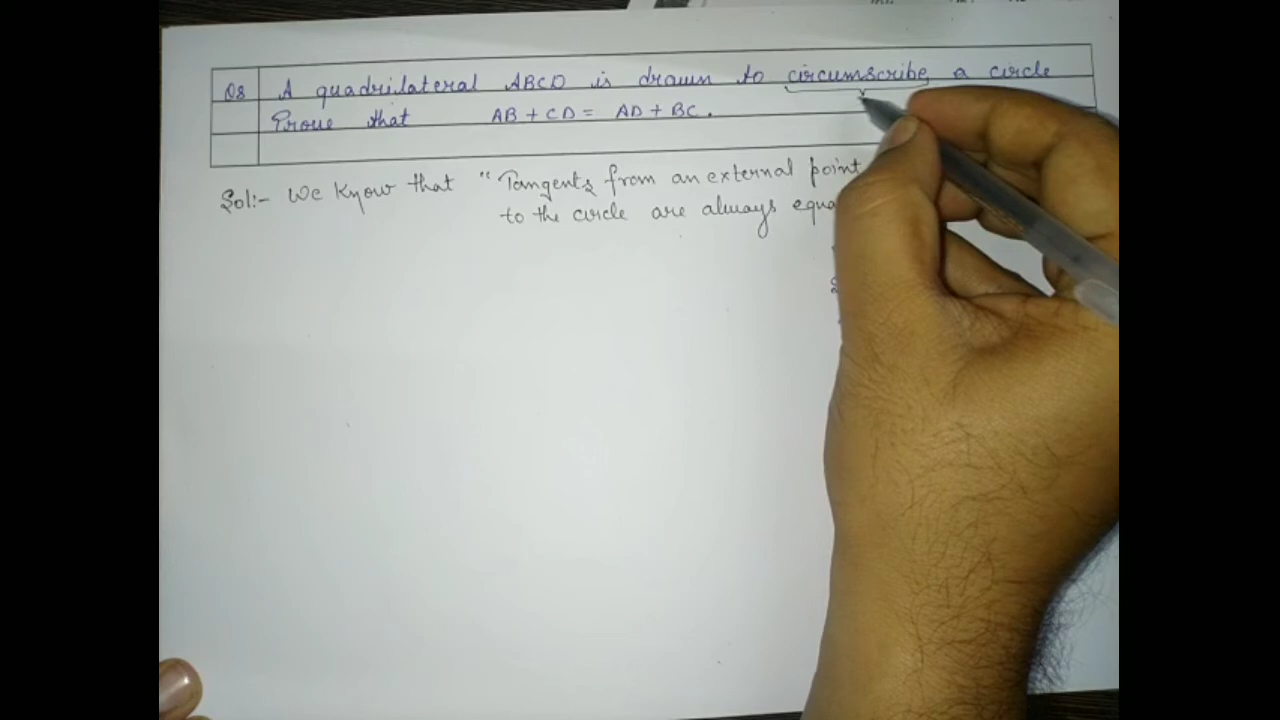 Q8 A quadrilateral ABCD is drawn to circumscribe a circle
Prove that AB + CD = AD + BC.
Sol:- We know that "Tangents from an external point
to the circle are always